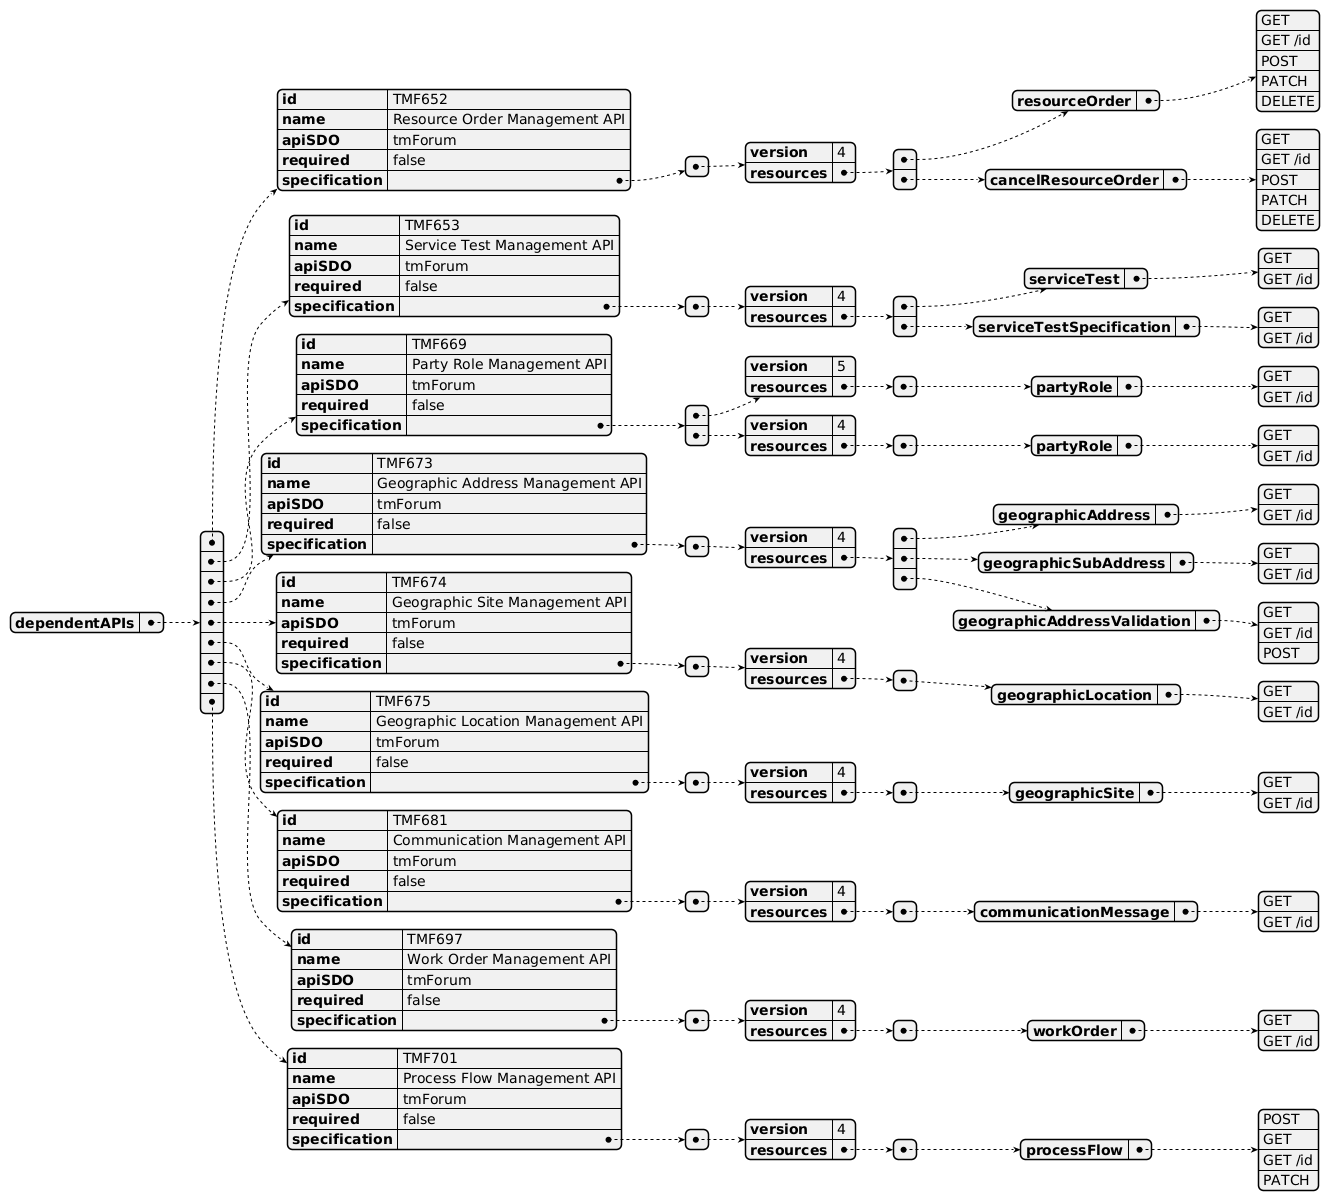 dependentAPIs
id TMF652
name Resource Order Management API
apiSDO tmForum
required false
specification
version 4
resources
resourceOrder
GET
GET /id
POST
PATCH
DELETE
cancelResourceOrder
GET
GET /id
POST
PATCH
DELETE
id TMF653
name Service Test Management API
apiSDO tmForum
required false
specification
version 4
resources
serviceTest
GET
GET /id
serviceTestSpecification
GET
GET /id
id TMF669
name Party Role Management API
apiSDO tmForum
required false
specification
version 5
resources
partyRole
GET
GET /id
version 4
resources
partyRole
GET
GET /id
id TMF673
name Geographic Address Management API
apiSDO tmForum
required false
specification
version 4
resources
geographicAddress
GET
GET /id
geographicSubAddress
GET
GET /id
geographicAddressValidation
GET
GET /id
POST
id TMF674
name Geographic Site Management API
apiSDO tmForum
required false
specification
version 4
resources
geographicLocation
GET
GET /id
id TMF675
name Geographic Location Management API
apiSDO tmForum
required false
specification
version 4
resources
geographicSite
GET
GET /id
id TMF681
name Communication Management API
apiSDO tmForum
required false
specification
version 4
resources
communicationMessage
GET
GET /id
id TMF697
name Work Order Management API
apiSDO tmForum
required false
specification
version 4
resources
workOrder
GET
GET /id
id TMF701
name Process Flow Management API
apiSDO tmForum
required false
specification
version 4
resources
processFlow
POST
GET
GET /id
PATCH